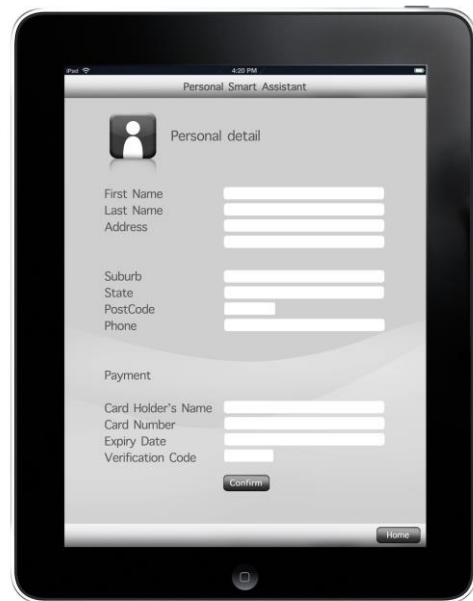 iPad 4:20 PM
Personal Smart Assistant
Personal detail
First Name
Last Name
Address
Suburb
State
PostCode
Phone
Payment
Card Holder's Name
Card Number
Expiry Date
Verification Code
Confirm
Home